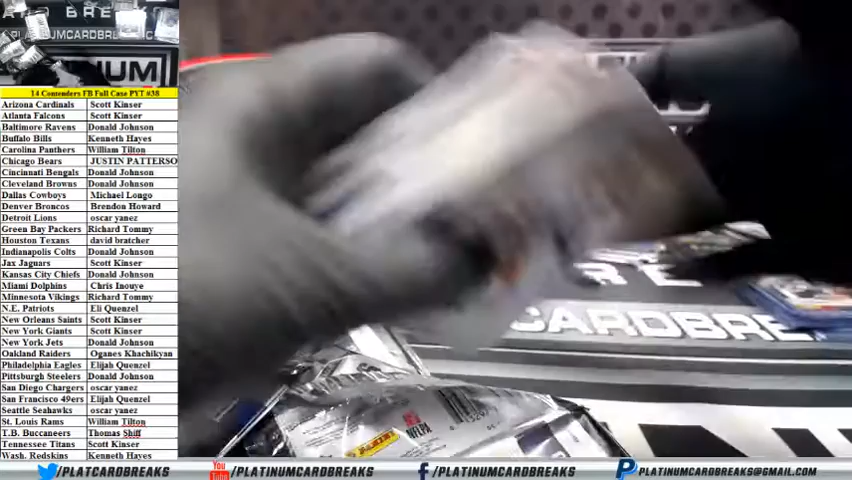 14 Contenders FB Full Case PYT #38
Arizona Cardinals Scott Kinser
Atlanta Falcons Scott Kinser
Baltimore Ravens Donald Johnson
Buffalo Bills Kenneth Hayes
Carolina Panthers William Tilton
Chicago Bears JUSTIN PATTERSO
Cincinnati Bengals Donald Johnson
Cleveland Browns Donald Johnson
Dallas Cowboys Michael Longo
Denver Broncos Brendon Howard
Detroit Lions oscar yanez
Green Bay Packers Richard Tommy
Houston Texans david bratcher
Indianapolis Colts Donald Johnson
Jax Jaguars Scott Kinser
Kansas City Chiefs Donald Johnson
Miami Dolphins Chris Inouye
Minnesota Vikings Richard Tommy
N.E. Patriots Eli Quenzel
New Orleans Saints Scott Kinser
New York Giants Scott Kinser
New York Jets Donald Johnson
Oakland Raiders Oganes Khachikyan
Philadelphia Eagles Elijah Quenzel
Pittsburgh Steelers Donald Johnson
San Diego Chargers oscar yanez
San Francisco 49ers Elijah Quenzel
Seattle Seahawks oscar yanez
St. Louis Rams William Tilton
T.B. Buccaneers Thomas Shiff
Tennessee Titans Scott Kinser
Wash. Redskins Kenneth Hayes
CARDBREA
NFLPA
/PLATCARDBREAKS
You Tube /PLATINUMCARDBREAKS
/PLATINUMCARDBREAKS
PLATINUMCARDBREAKS@GMAIL.COM